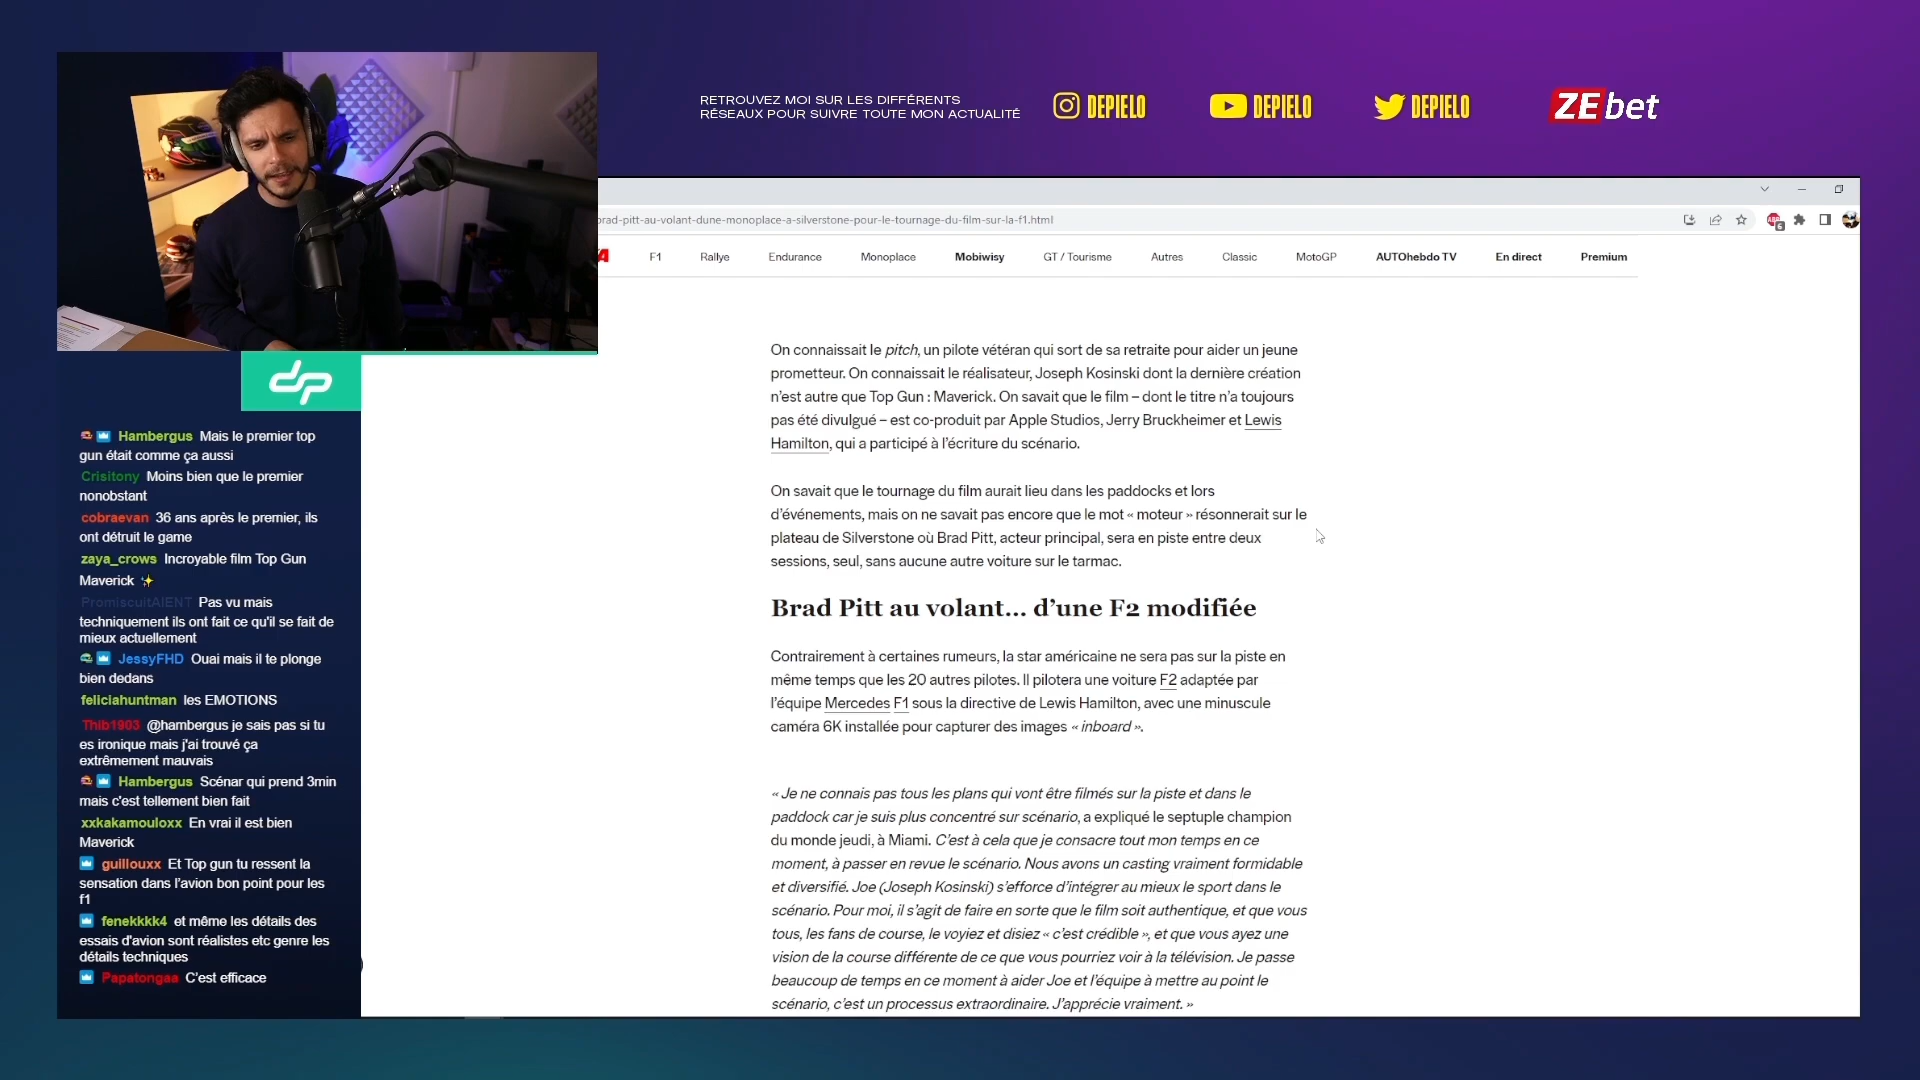 RETROUVEZ MOI SUR LES DIFFÉRENTS
RÉSEAUX POUR SUIVRE TOUTE MON ACTUALITÉ
DEPIELO
DEPIELO
DEPIELO
ZEbet
brad-pitt-au-volant-dune-monoplace-a-silverstone-pour-le-tournage-du-film-sur-la-f1.html
F1 Rallye Endurance Monoplace Mobiwisy GT / Tourisme Autres Classic MotoGP AUTOhebdo TV En direct Premium
On connaissait le pitch, un pilote vétéran qui sort de sa retraite pour aider un jeune
prometteur. On connaissait le réalisateur, Joseph Kosinski dont la dernière création
n'est autre que Top Gun : Maverick. On savait que le film – dont le titre n'a toujours
pas été divulgué – est co-produit par Apple Studios, Jerry Bruckheimer et Lewis
Hamilton, qui a participé à l'écriture du scénario.
On savait que le tournage du film aurait lieu dans les paddocks et lors
d'événements, mais on ne savait pas encore que le mot « moteur » résonnerait sur le
plateau de Silverstone où Brad Pitt, acteur principal, sera en piste entre deux
sessions, seul, sans aucune autre voiture sur le tarmac.
Brad Pitt au volant… d'une F2 modifiée
Contrairement à certaines rumeurs, la star américaine ne sera pas sur la piste en
même temps que les 20 autres pilotes. Il pilotera une voiture F2 adaptée par
l'équipe Mercedes F1 sous la directive de Lewis Hamilton, avec une minuscule
caméra 6K installée pour capturer des images « inboard ».
« Je ne connais pas tous les plans qui vont être filmés sur la piste et dans le
paddock car je suis plus concentré sur scénario, a expliqué le septuple champion
du monde jeudi, à Miami. C'est à cela que je consacre tout mon temps en ce
moment, à passer en revue le scénario. Nous avons un casting vraiment formidable
et diversifié. Joe (Joseph Kosinski) s'efforce d'intégrer au mieux le sport dans le
scénario. Pour moi, il s'agit de faire en sorte que le film soit authentique, et que vous
tous, les fans de course, le voyiez et disiez « c'est crédible », et que vous ayez une
vision de la course différente de ce que vous pourriez voir à la télévision. Je passe
beaucoup de temps en ce moment à aider Joe et l'équipe à mettre au point le
scénario, c'est un processus extraordinaire. J'apprécie vraiment. »
dp
Hambergus Mais le premier top
gun était comme ça aussi
Crisitony Moins bien que le premier
nonobstant
cobraevan 36 ans après le premier, ils
ont détruit le game
zaya_crows Incroyable film Top Gun
Maverick ✨
PromiscuitAIENT Pas vu mais
techniquement ils ont fait ce qu'il se fait de
mieux actuellement
JessyFHD Ouai mais il te plonge
bien dedans
feliciahuntman les EMOTIONS
Thib1903 @hambergus je sais pas si tu
es ironique mais j'ai trouvé ça
extrêmement mauvais
Hambergus Scénar qui prend 3min
mais c'est tellement bien fait
xxkakamouloxx En vrai il est bien
Maverick
guillouxx Et Top gun tu ressent la
sensation dans l'avion bon point pour les
f1
fenekkkk4 et même les détails des
essais d'avion sont réalistes etc genre les
détails techniques
Papatongaa C'est efficace